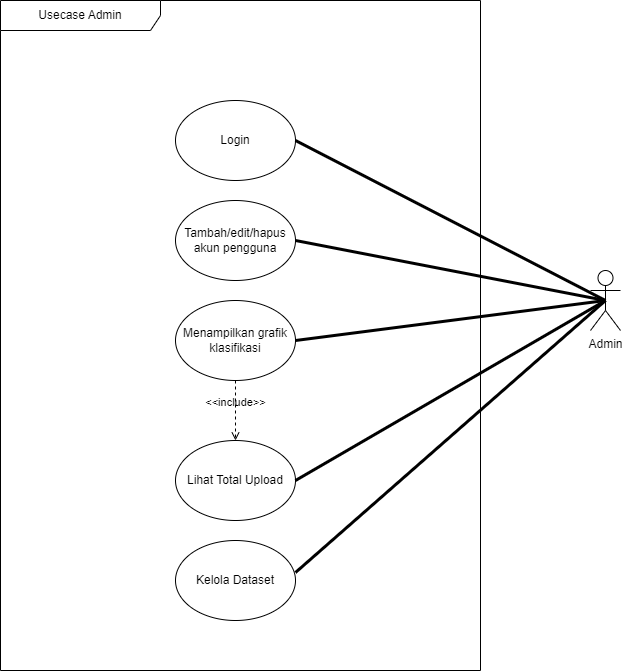 Usecase Admin
Login
Tambah/edit/hapus
akun pengguna
Menampilkan grafik
klasifikasi
<<include>>
Lihat Total Upload
Kelola Dataset
Admin